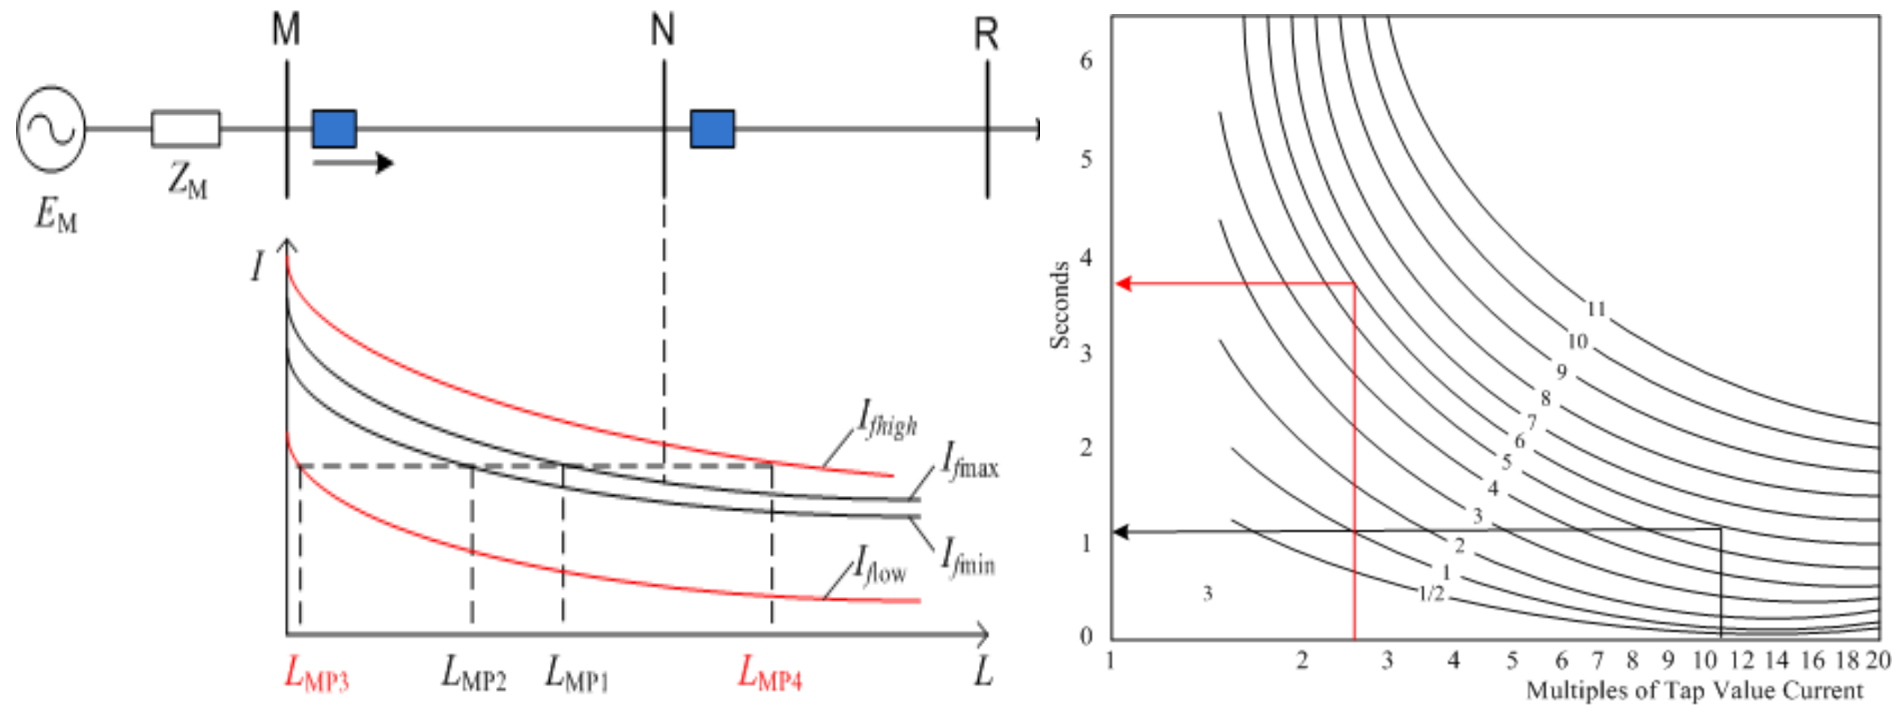 M
N
R
Z_M
E_M
I
I_fhigh
I_fmax
I_fmin
I_flow
L_MP3
L_MP2
L_MP1
L_MP4
L
Seconds
6
5
4
3
2
1
0
11
10
9
8
7
6
5
4
3
2
1
1/2
3
1 2 3 4 5 6 7 8 9 10 12 14 16 18 20
Multiples of Tap Value Current